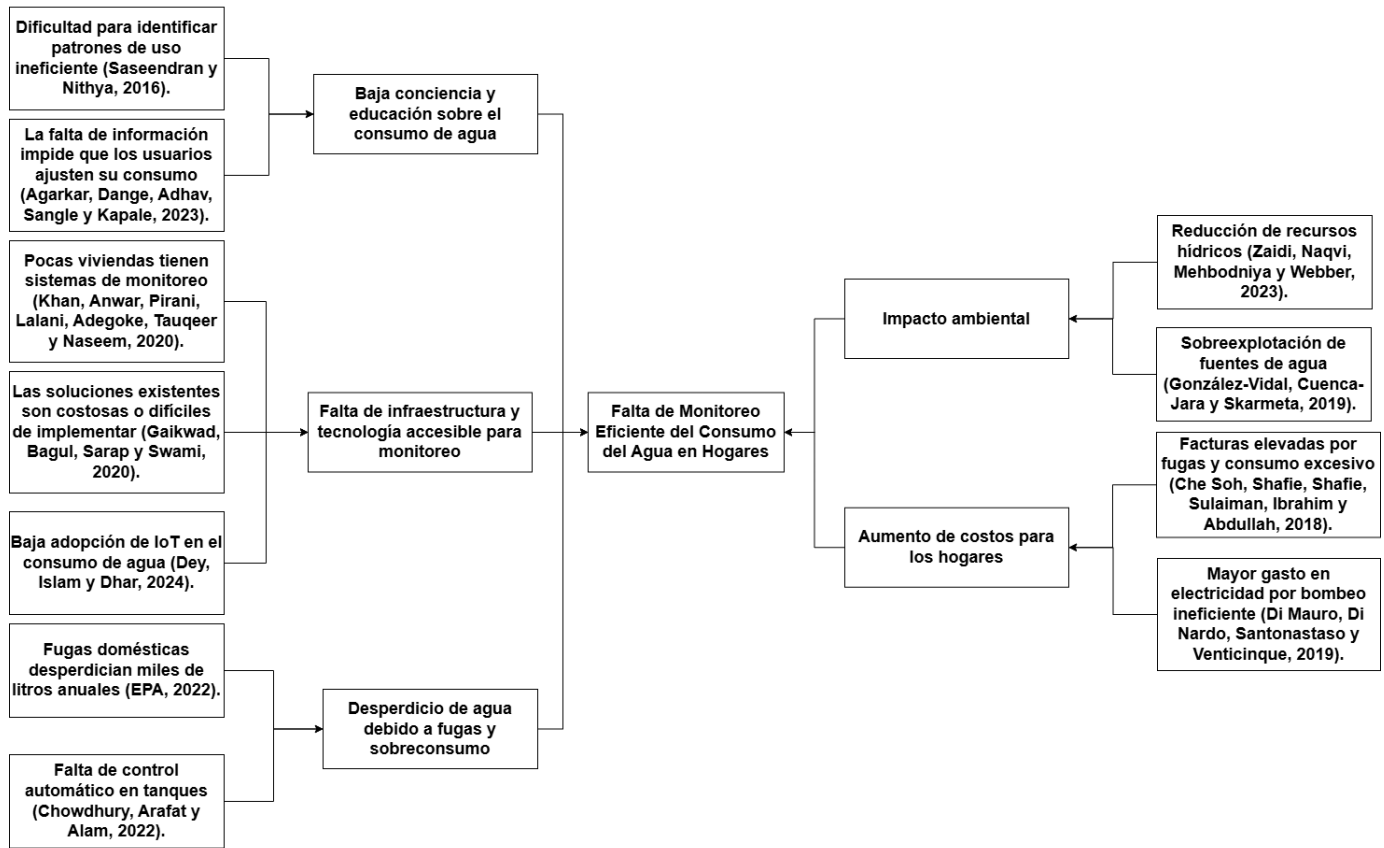 Dificultad para identificar
patrones de uso
ineficiente (Saseendran y
Nithya, 2016).
La falta de información
impide que los usuarios
ajusten su consumo
(Agarkar, Dange, Adhav,
Sangle y Kapale, 2023).
Pocas viviendas tienen
sistemas de monitoreo
(Khan, Anwar, Pirani,
Lalani, Adegoke, Tauqeer
y Naseem, 2020).
Las soluciones existentes
son costosas o difíciles
de implementar (Gaikwad,
Bagul, Sarap y Swami,
2020).
Baja adopción de IoT en el
consumo de agua (Dey,
Islam y Dhar, 2024).
Fugas domésticas
desperdician miles de
litros anuales (EPA, 2022).
Falta de control
automático en tanques
(Chowdhury, Arafat y
Alam, 2022).
Baja conciencia y
educación sobre el
consumo de agua
Falta de infraestructura y
tecnología accesible para
monitoreo
Desperdicio de agua
debido a fugas y
sobreconsumo
Falta de Monitoreo
Eficiente del Consumo
del Agua en Hogares
Impacto ambiental
Aumento de costos para
los hogares
Reducción de recursos
hídricos (Zaidi, Naqvi,
Mehbodniya y Webber,
2023).
Sobreexplotación de
fuentes de agua
(González-Vidal, Cuenca-
Jara y Skarmeta, 2019).
Facturas elevadas por
fugas y consumo excesivo
(Che Soh, Shafie, Shafie,
Sulaiman, Ibrahim y
Abdullah, 2018).
Mayor gasto en
electricidad por bombeo
ineficiente (Di Mauro, Di
Nardo, Santonastaso y
Venticinque, 2019).